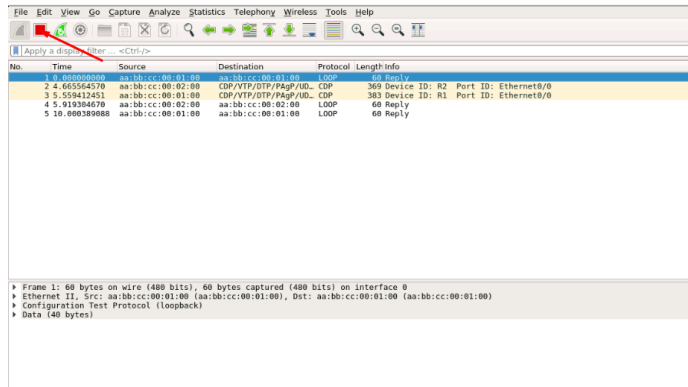 File Edit View Go Capture Analyze Statistics Telephony Wireless Tools Help
Apply a display filter ... <Ctrl-/>
No. Time Source Destination Protocol Length Info
1 0.000000000 aa:bb:cc:00:01:00 aa:bb:cc:00:01:00 LOOP 60 Reply
2 4.665564570 aa:bb:cc:00:02:00 CDP/VTP/DTP/PAgP/UD… CDP 369 Device ID: R2 Port ID: Ethernet0/0
3 5.559412451 aa:bb:cc:00:01:00 CDP/VTP/DTP/PAgP/UD… CDP 383 Device ID: R1 Port ID: Ethernet0/0
4 5.919304670 aa:bb:cc:00:02:00 aa:bb:cc:00:02:00 LOOP 60 Reply
5 10.000389088 aa:bb:cc:00:01:00 aa:bb:cc:00:01:00 LOOP 60 Reply
Frame 1: 60 bytes on wire (480 bits), 60 bytes captured (480 bits) on interface 0
Ethernet II, Src: aa:bb:cc:00:01:00 (aa:bb:cc:00:01:00), Dst: aa:bb:cc:00:01:00 (aa:bb:cc:00:01:00)
Configuration Test Protocol (loopback)
Data (40 bytes)